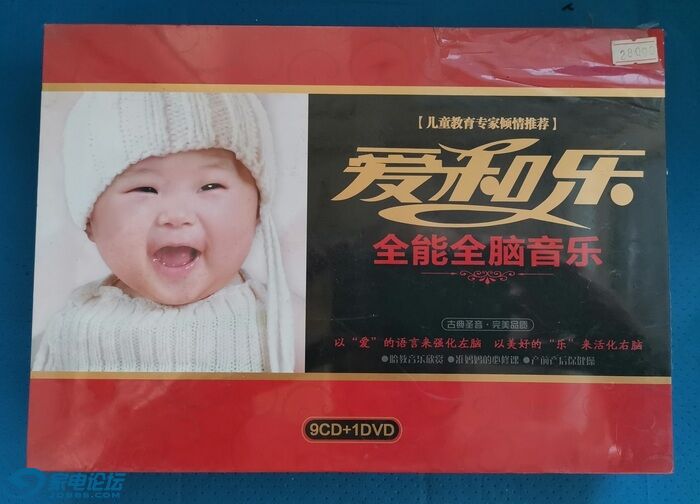 28000
【儿童教育专家倾情推荐】
爱和乐
全能全脑音乐
古典圣音·完美品质
以“爱”的语言来强化左脑 以美好的“乐”来活化右脑
●胎教音乐欣赏 ●准妈妈的必修课 ●产前产后保健操
9CD+1DVD
家电论坛
JD885.COM